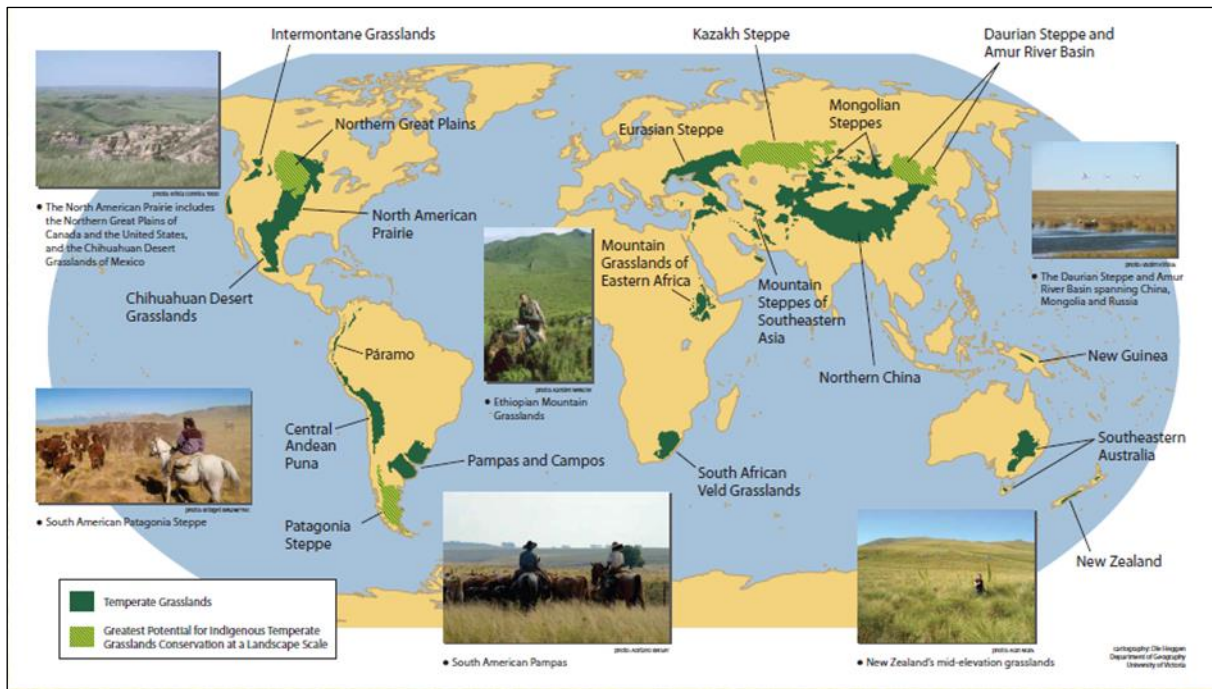 Intermontane Grasslands
Kazakh Steppe
Daurian Steppe and
Amur River Basin
Northern Great Plains
Eurasian Steppe
Mongolian
Steppes
• The North American Prairie includes
the Northern Great Plains of
Canada and the United States,
and the Chihuahuan Desert
Grasslands of Mexico
North American
Prairie
Mountain
Grasslands of
Eastern Africa
• The Daurian Steppe and Amur
River Basin spanning China,
Mongolia and Russia
Chihuahuan Desert
Grasslands
Mountain
Steppes of
Southeastern
Asia
Páramo
New Guinea
Northern China
• Ethiopian Mountain
Grasslands
Central
Andean
Puna
Pampas and Campos
South African
Veld Grasslands
Southeastern
Australia
• South American Patagonia Steppe
Patagonia
Steppe
New Zealand
Temperate Grasslands
Greatest Potential for Indigenous Temperate
Grasslands Conservation at a Landscape Scale
• South American Pampas
• New Zealand's mid-elevation grasslands
cartography: Ole Heggen
Department of Geography
University of Victoria